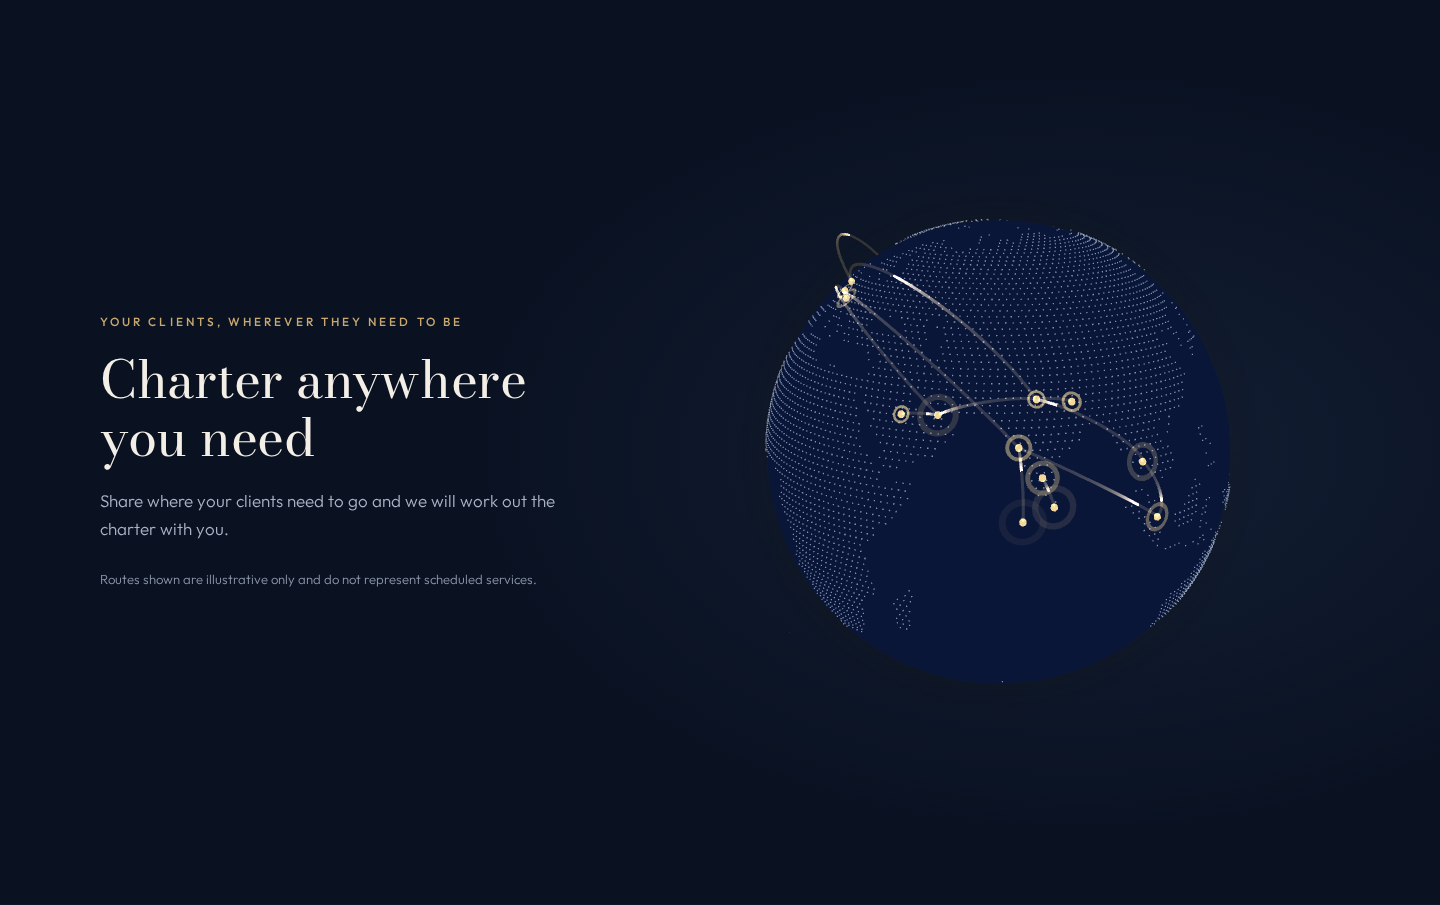 YOUR CLIENTS, WHEREVER THEY NEED TO BE
Charter anywhere
you need
Share where your clients need to go and we will work out the
charter with you.
Routes shown are illustrative only and do not represent scheduled services.